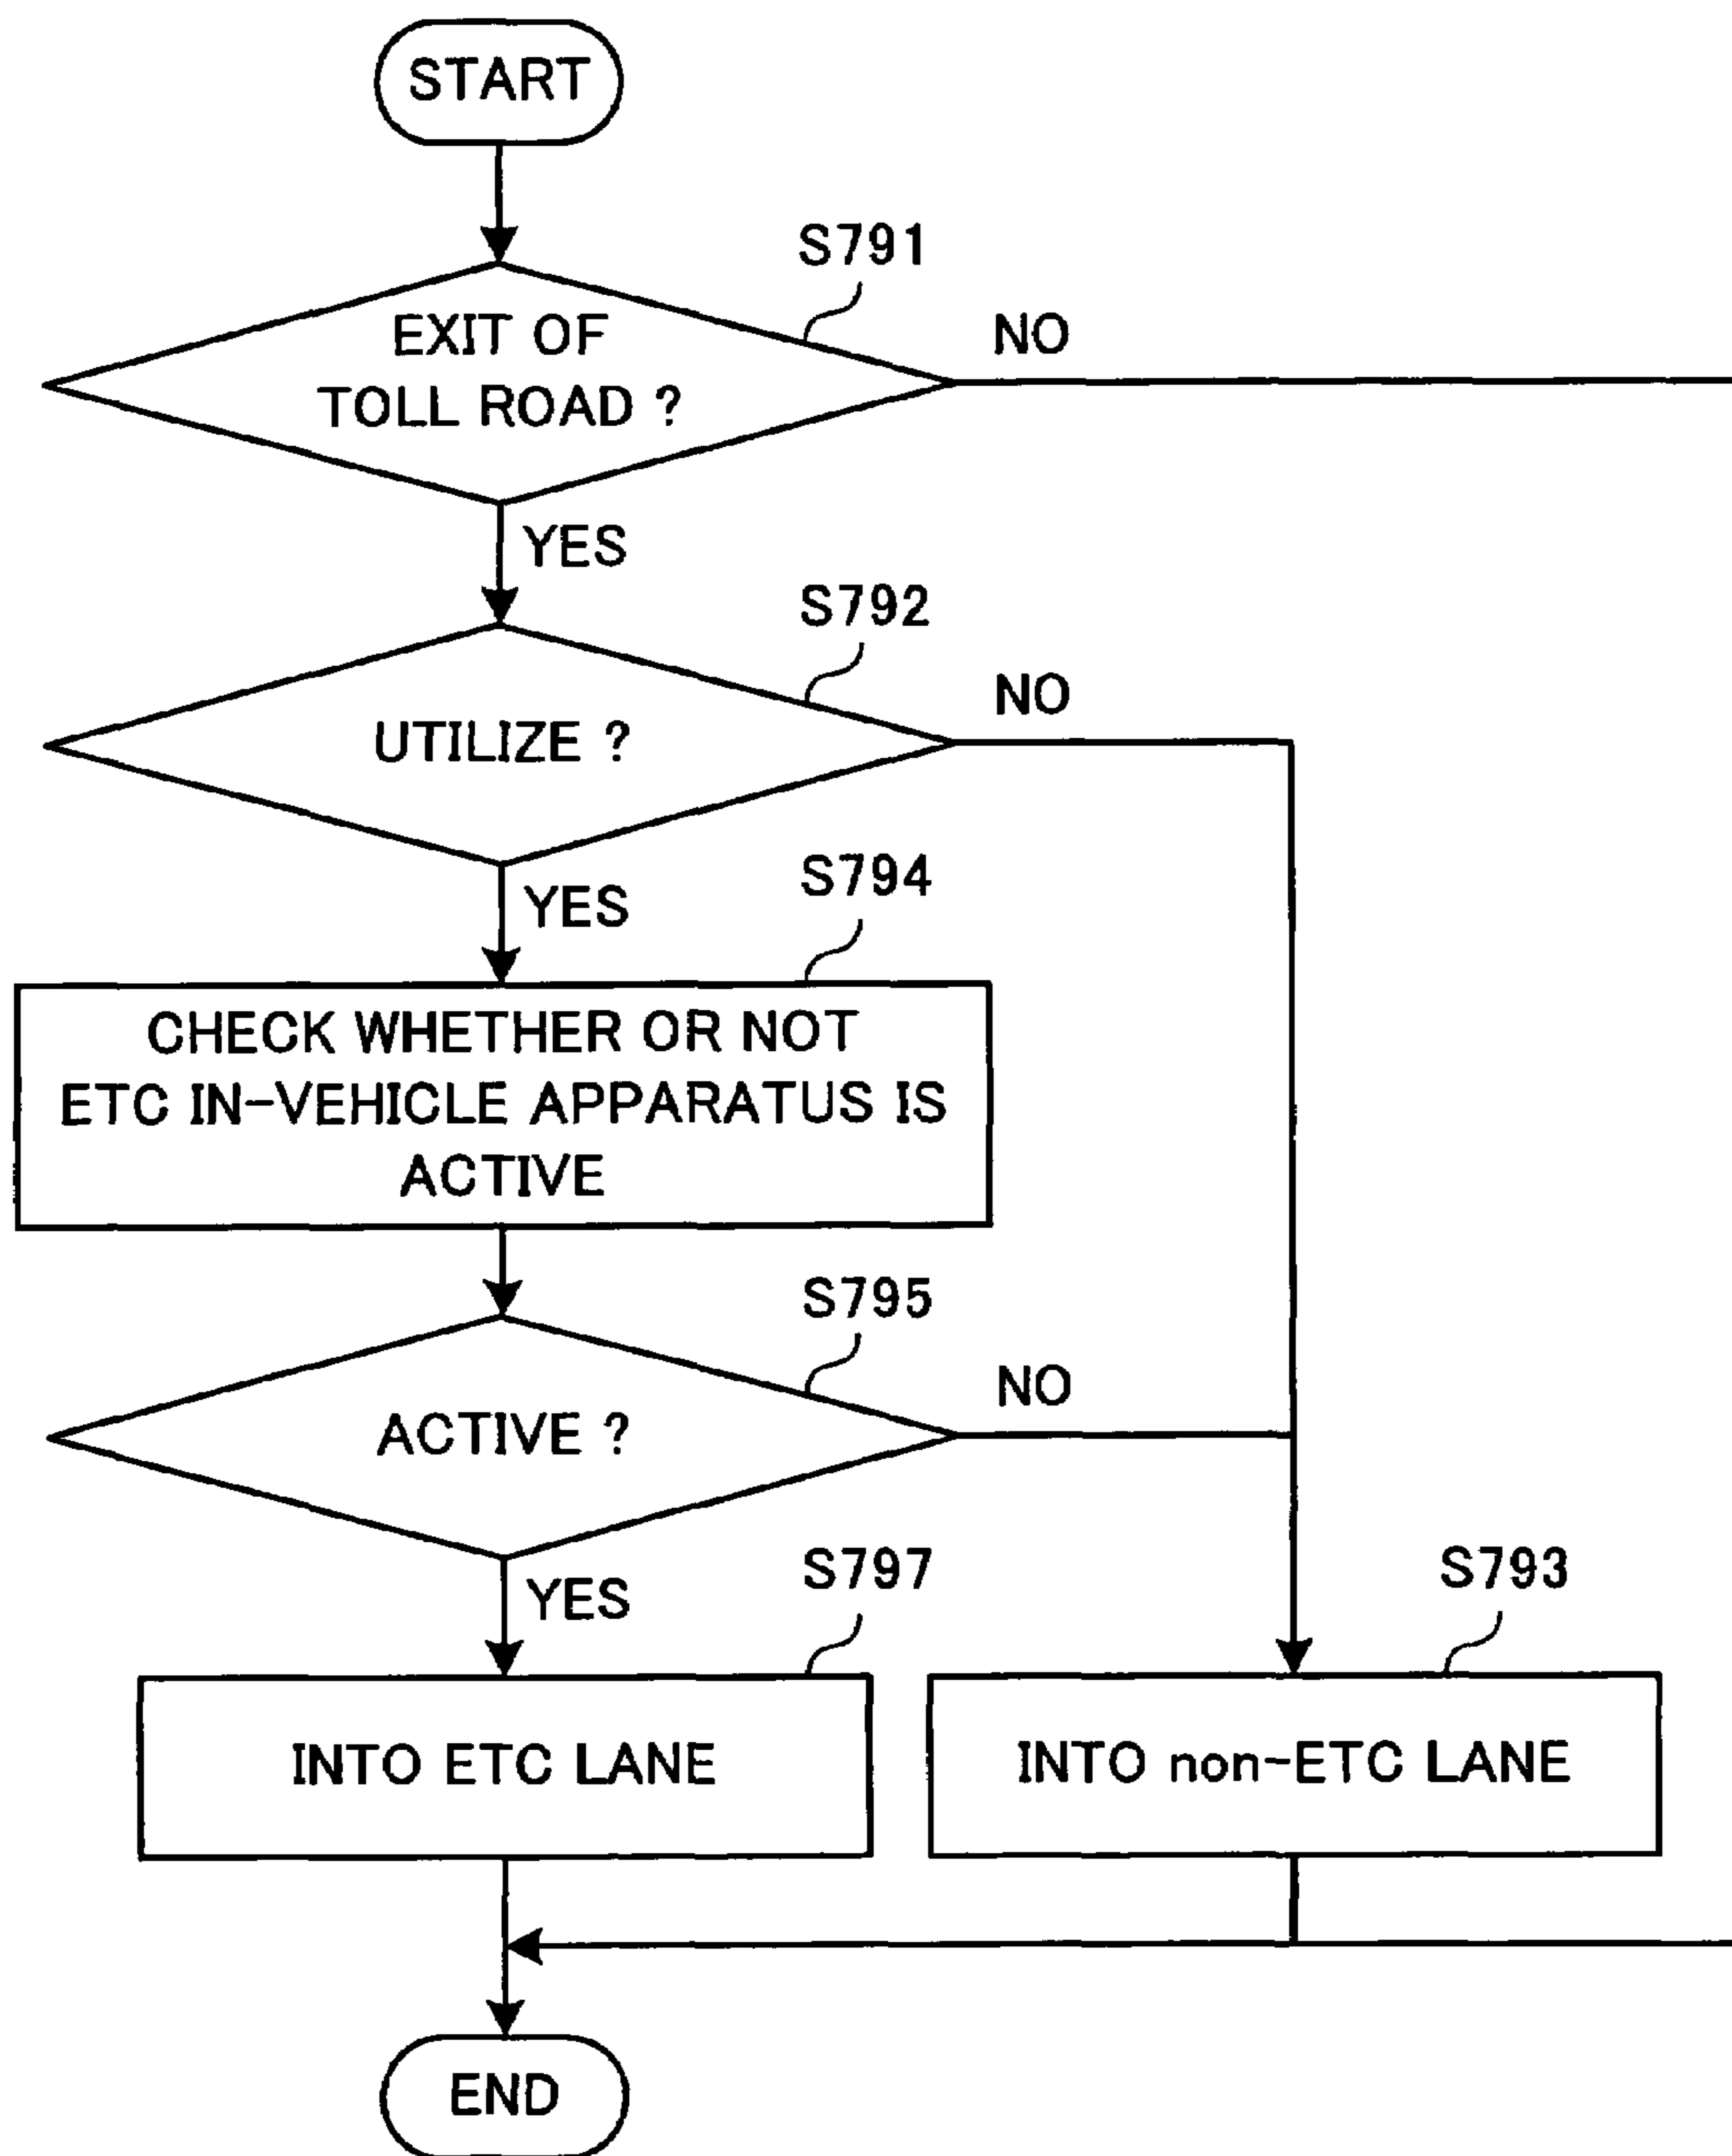 START
S791
EXIT OF
TOLL ROAD ?
NO
YES
S792
UTILIZE ?
NO
YES
S794
CHECK WHETHER OR NOT
ETC IN-VEHICLE APPARATUS IS
ACTIVE
S795
ACTIVE ?
NO
YES
S797
INTO ETC LANE
S793
INTO non-ETC LANE
END